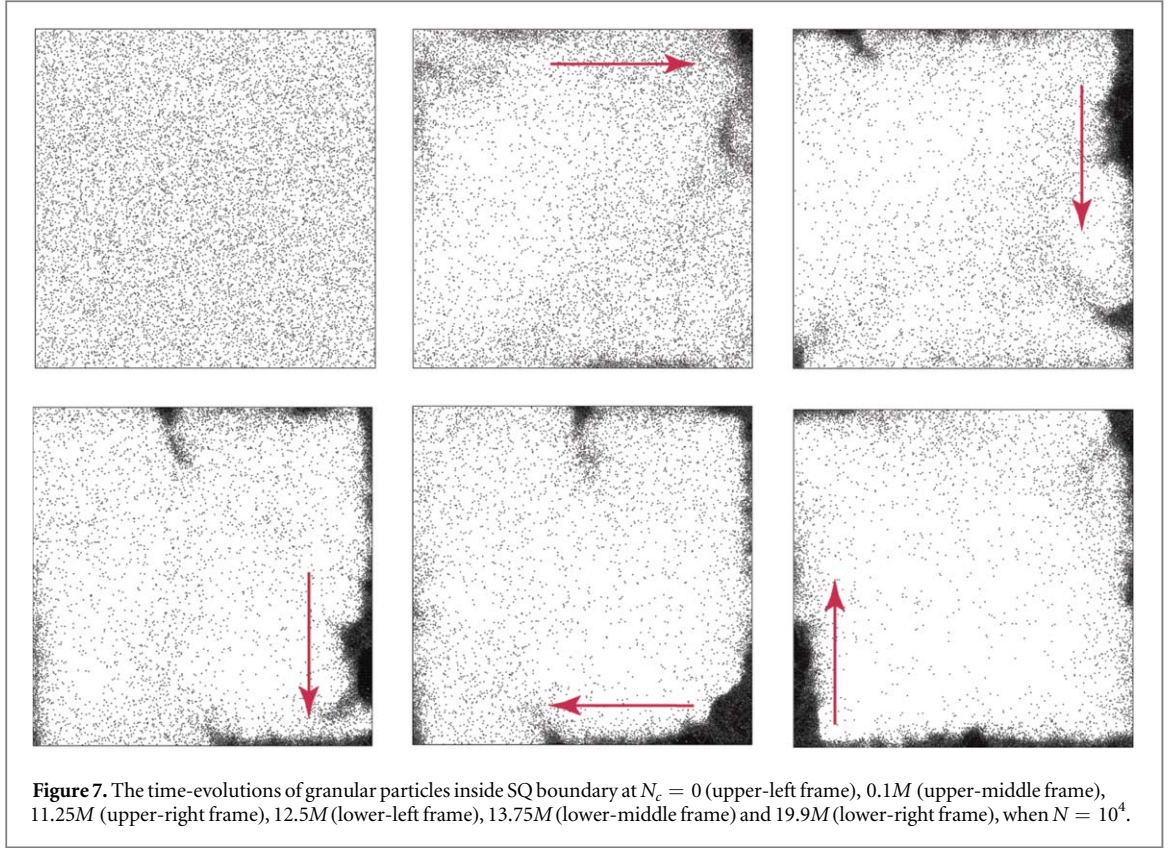 Figure 7. The time-evolutions of granular particles inside SQ boundary at N_c = 0 (upper-left frame), 0.1M (upper-middle frame),
11.25M (upper-right frame), 12.5M (lower-left frame), 13.75M (lower-middle frame) and 19.9M (lower-right frame), when N = 10⁴.